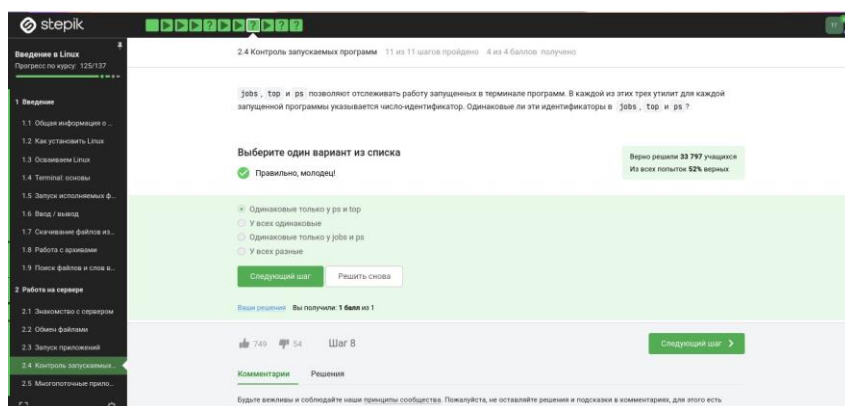 stepik
Введение в Linux
Прогресс по курсу: 125/137
1 Введение
1.1 Общая информация о ...
1.2 Как установить Linux
1.3 Осваиваем Linux
1.4 Terminal: основы
1.5 Запуск исполняемых ф...
1.6 Ввод / вывод
1.7 Скачивание файлов из...
1.8 Работа с архивами
1.9 Поиск файлов и слов в...
2 Работа на сервере
2.1 Знакомство с сервером
2.2 Обмен файлами
2.3 Запуск приложений
2.4 Контроль запускаемых...
2.5 Многопоточные прило...
2.4 Контроль запускаемых программ 11 из 11 шагов пройдено 4 из 4 баллов получено
jobs, top и ps позволяют отслеживать работу запущенных в терминале программ. В каждой из этих трех утилит для каждой
запущенной программы указывается число-идентификатор. Одинаковые ли эти идентификаторы в jobs, top и ps?
Выберите один вариант из списка
Правильно, молодец!
Верно решили 33 797 учащихся
Из всех попыток 52% верных
Одинаковые только у ps и top
У всех одинаковые
Одинаковые только у jobs и ps
У всех разные
Следующий шаг Решить снова
Ваши решения Вы получили: 1 балл из 1
749 54 Шаг 8 Следующий шаг
Комментарии Решения
Будьте вежливы и соблюдайте наши принципы сообщества. Пожалуйста, не оставляйте решения и подсказки в комментариях, для этого есть